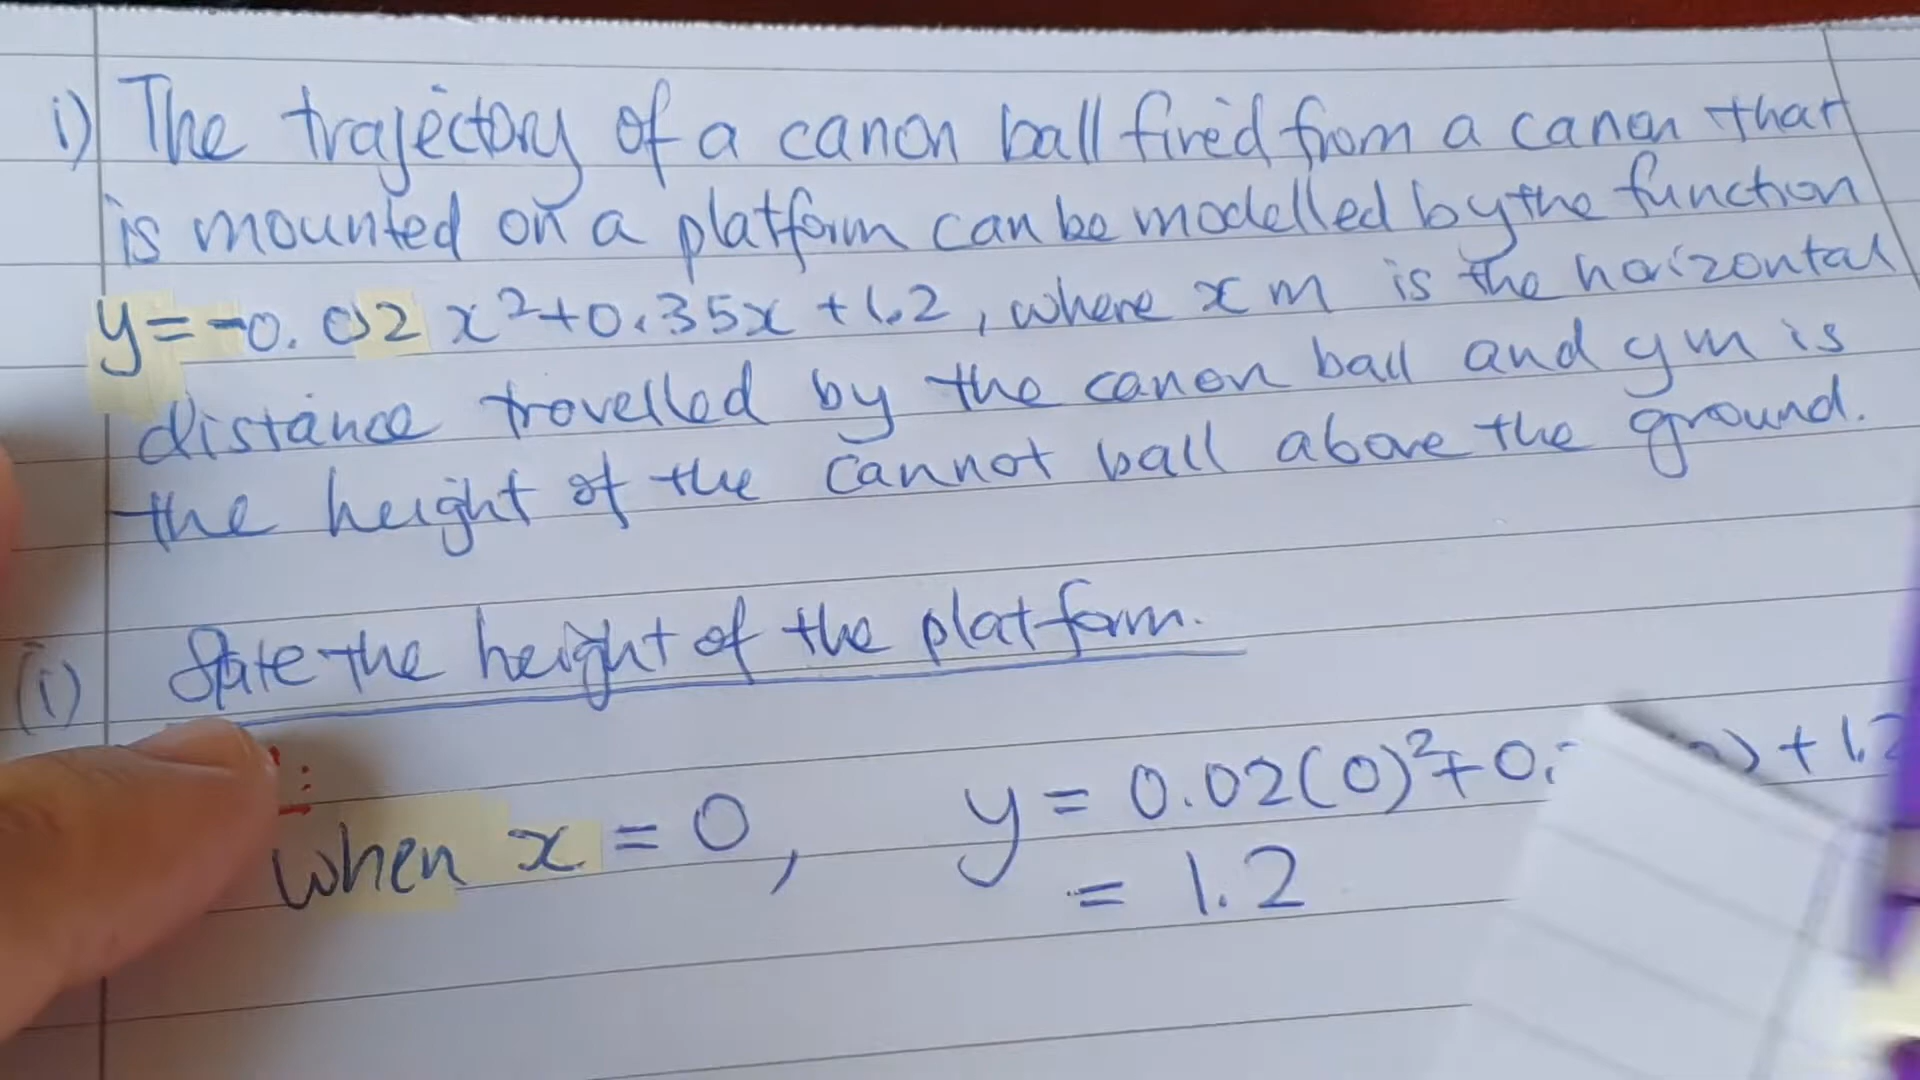 i) The trajectory of a canon ball fired from a canon that
is mounted on a platform can be modelled by the function
y=-0.02x²+0.35x+1.2, where x m is the horizontal
distance travelled by the canon ball and y m is
the height of the cannot ball above the ground.
(i) State the height of the platform.
when x = 0, y = 0.02(0)²+0. ) + 1.2
= 1.2